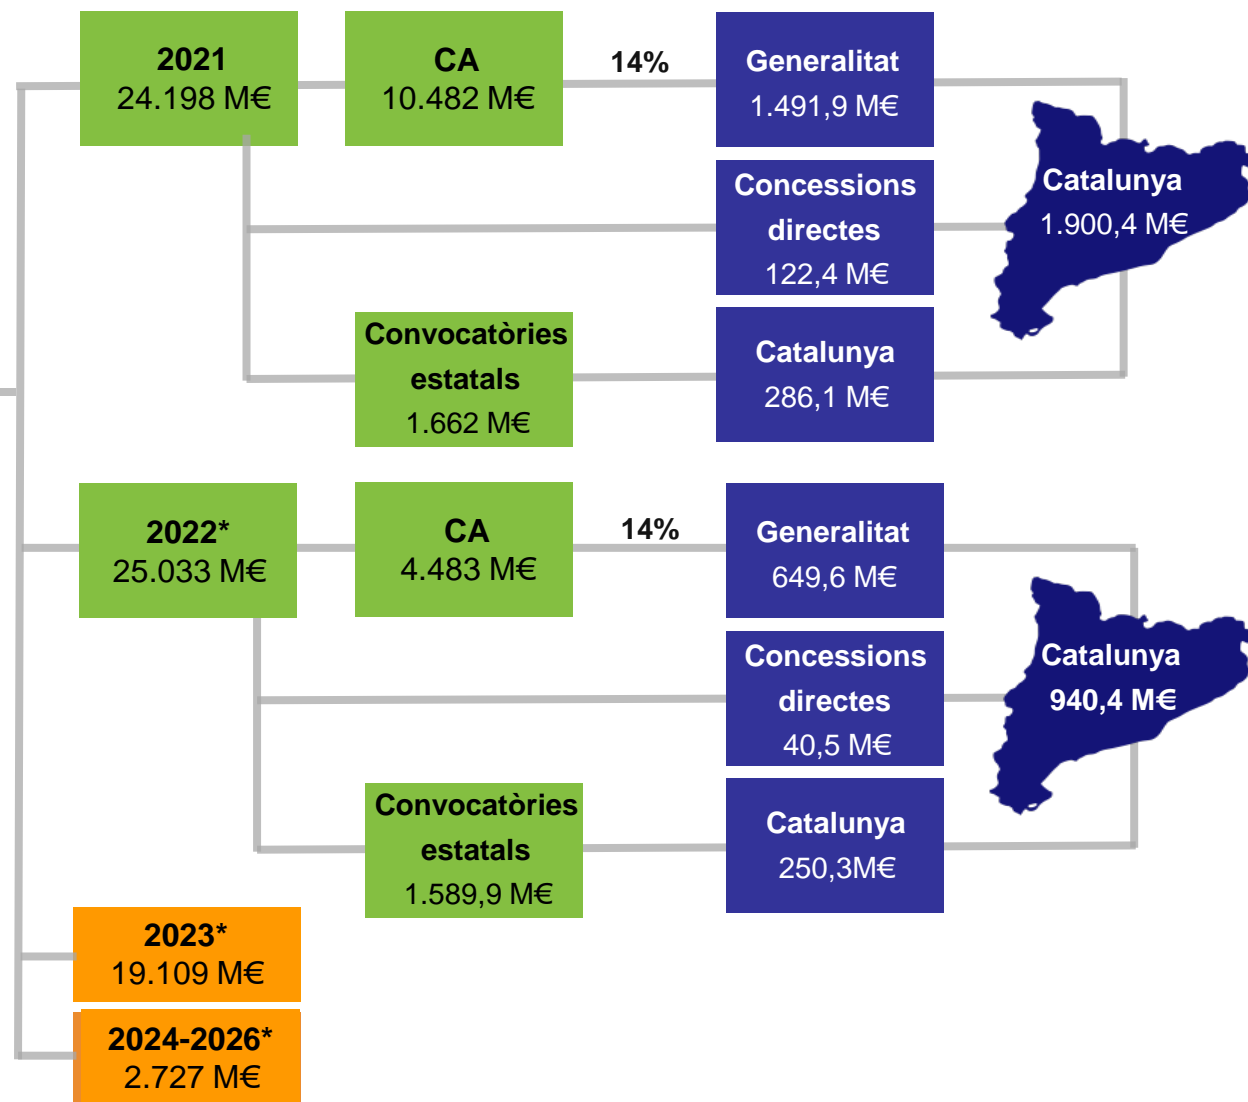 2021
24.198 M€
CA
10.482 M€
14%
Generalitat
1.491,9 M€
Concessions
directes
122,4 M€
Convocatòries
estatals
1.662 M€
Catalunya
286,1 M€
Catalunya
1.900,4 M€
2022*
25.033 M€
CA
4.483 M€
14%
Generalitat
649,6 M€
Concessions
directes
40,5 M€
Convocatòries
estatals
1.589,9 M€
Catalunya
250,3M€
Catalunya
940,4 M€
2023*
19.109 M€
2024-2026*
2.727 M€